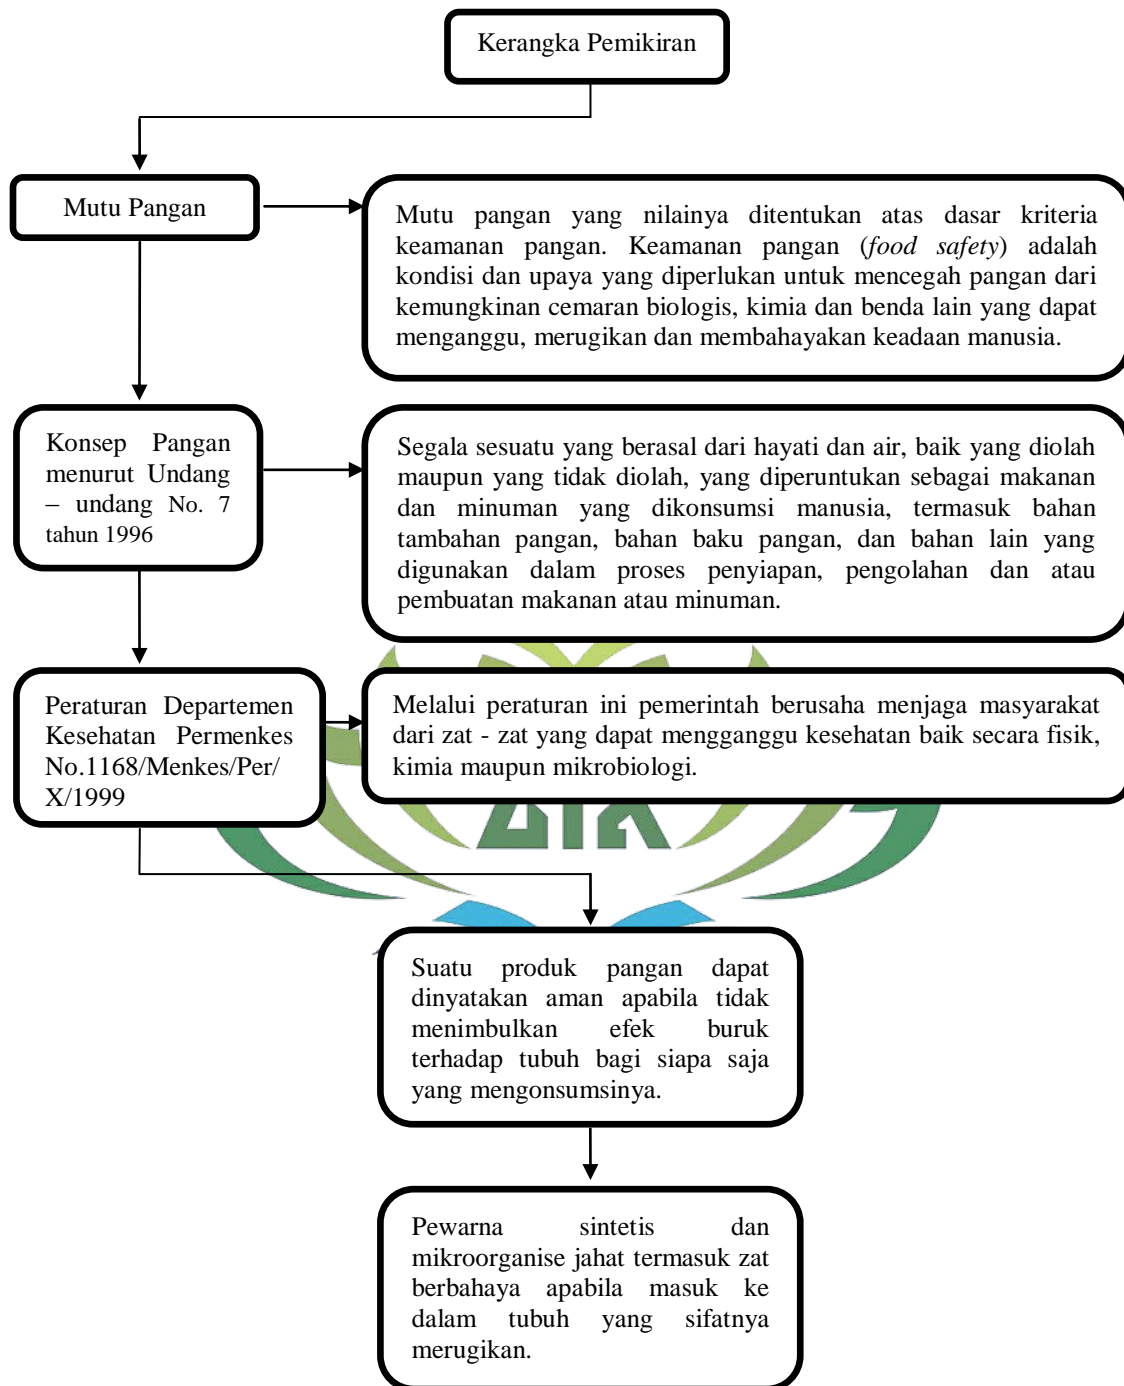 Kerangka Pemikiran
Mutu Pangan
Mutu pangan yang nilainya ditentukan atas dasar kriteria
keamanan pangan. Keamanan pangan (food safety) adalah
kondisi dan upaya yang diperlukan untuk mencegah pangan dari
kemungkinan cemaran biologis, kimia dan benda lain yang dapat
menganggu, merugikan dan membahayakan keadaan manusia.
Konsep Pangan
menurut Undang
– undang No. 7
tahun 1996
Segala sesuatu yang berasal dari hayati dan air, baik yang diolah
maupun yang tidak diolah, yang diperuntukan sebagai makanan
dan minuman yang dikonsumsi manusia, termasuk bahan
tambahan pangan, bahan baku pangan, dan bahan lain yang
digunakan dalam proses penyiapan, pengolahan dan atau
pembuatan makanan atau minuman.
Peraturan Departemen
Kesehatan Permenkes
No.1168/Menkes/Per/
X/1999
Melalui peraturan ini pemerintah berusaha menjaga masyarakat
dari zat - zat yang dapat mengganggu kesehatan baik secara fisik,
kimia maupun mikrobiologi.
Suatu produk pangan dapat
dinyatakan aman apabila tidak
menimbulkan efek buruk
terhadap tubuh bagi siapa saja
yang mengonsumsinya.
Pewarna sintetis dan
mikroorganise jahat termasuk zat
berbahaya apabila masuk ke
dalam tubuh yang sifatnya
merugikan.